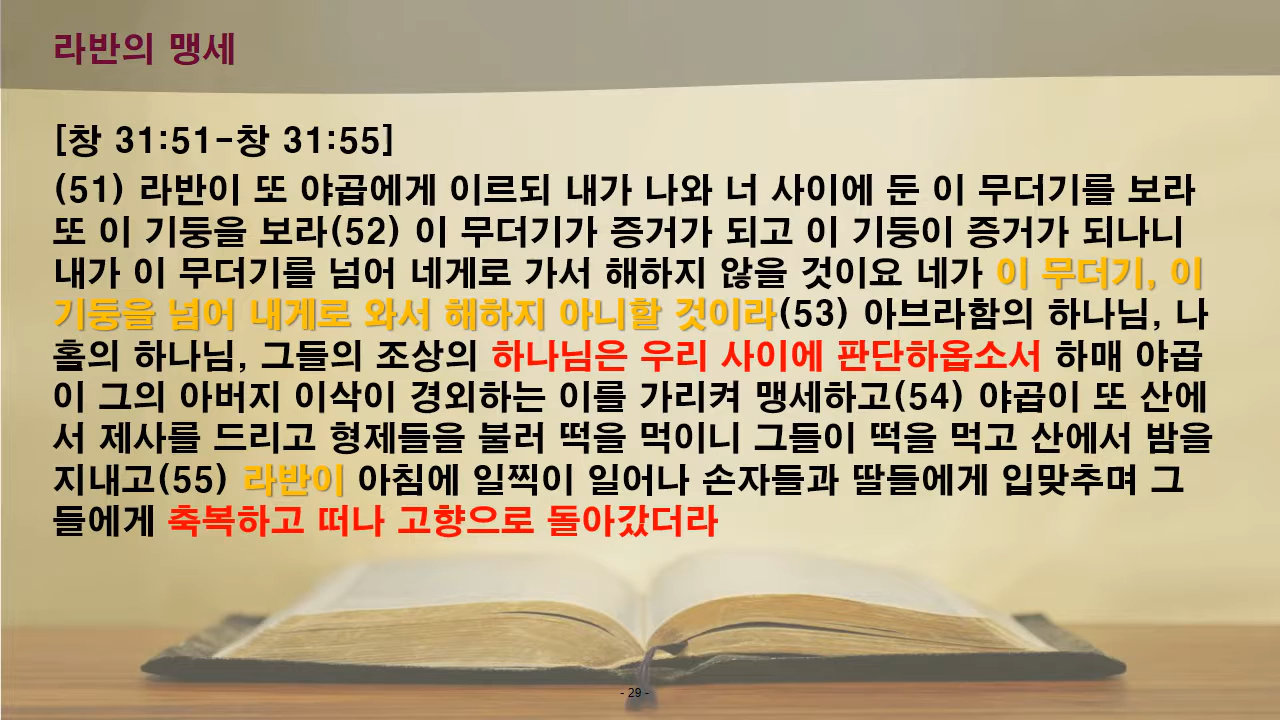 라반의 맹세
[창 31:51-창 31:55]
(51) 라반이 또 야곱에게 이르되 내가 나와 너 사이에 둔 이 무더기를 보라
또 이 기둥을 보라(52) 이 무더기가 증거가 되고 이 기둥이 증거가 되나니
내가 이 무더기를 넘어 네게로 가서 해하지 않을 것이요 네가 이 무더기, 이
기둥을 넘어 내게로 와서 해하지 아니할 것이라(53) 아브라함의 하나님, 나
홀의 하나님, 그들의 조상의 하나님은 우리 사이에 판단하옵소서 하매 야곱
이 그의 아버지 이삭이 경외하는 이를 가리켜 맹세하고(54) 야곱이 또 산에
서 제사를 드리고 형제들을 불러 떡을 먹이니 그들이 떡을 먹고 산에서 밤을
지내고(55) 라반이 아침에 일찍이 일어나 손자들과 딸들에게 입맞추며 그
들에게 축복하고 떠나 고향으로 돌아갔더라
- 29 -